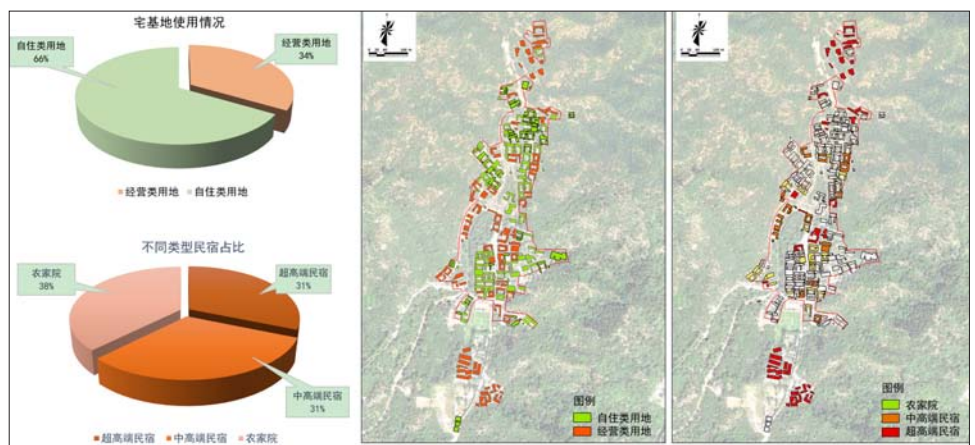 宅基地使用情况
自住类用地
66%
经营类用地
34%
经营类用地
自住类用地
不同类型民宿占比
农家院
38%
超高端民宿
31%
中高端民宿
31%
超高端民宿
中高端民宿
农家院
图例
自住类用地
经营类用地
图例
农家院
中高端民宿
超高端民宿